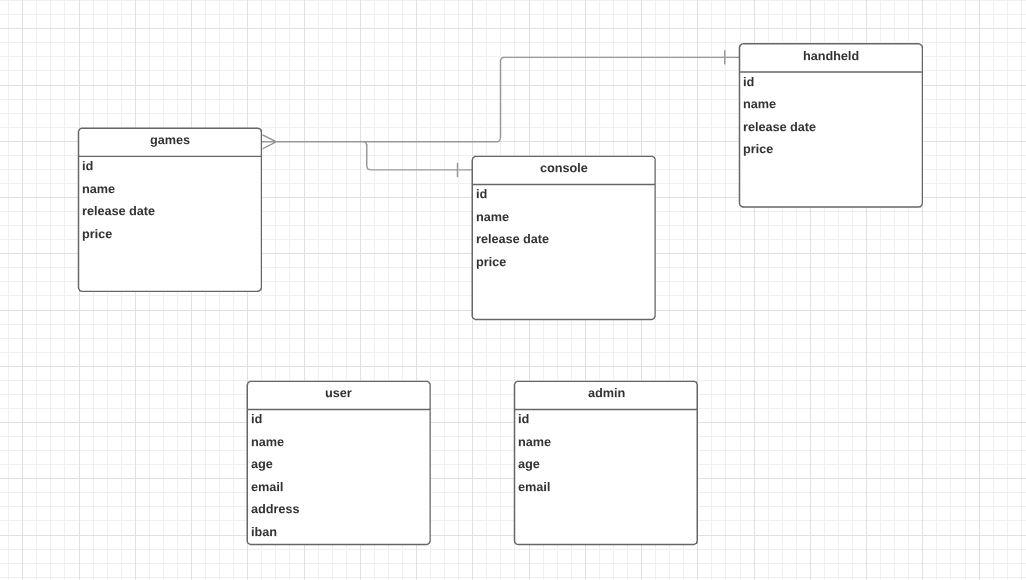 handheld
id
name
release date
price
games
id
name
release date
price
console
id
name
release date
price
user
id
name
age
email
address
iban
admin
id
name
age
email